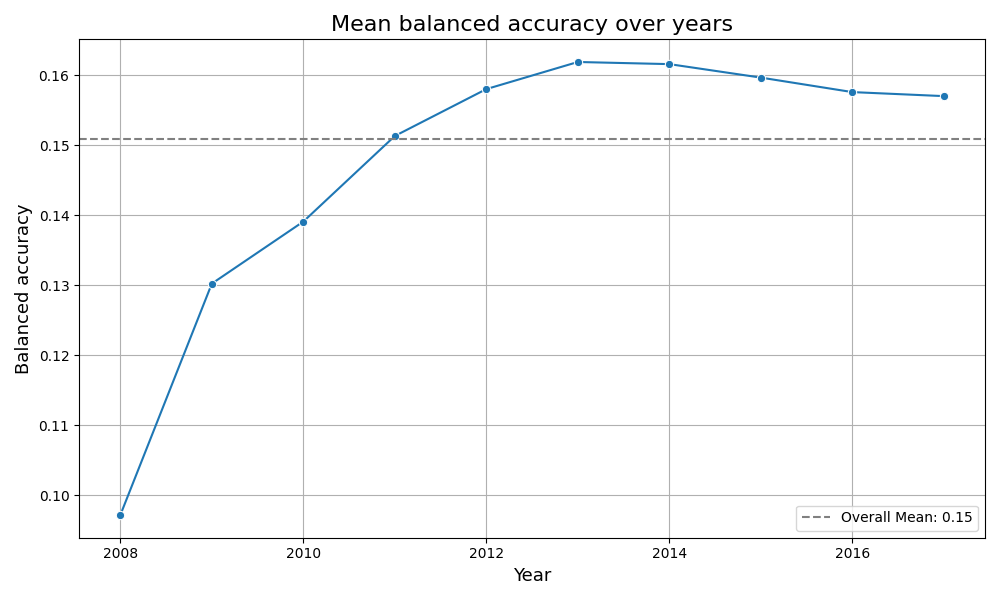 Mean balanced accuracy over years
Balanced accuracy
0.16
0.15
0.14
0.13
0.12
0.11
0.10
Overall Mean: 0.15
2008 2010 2012 2014 2016
Year